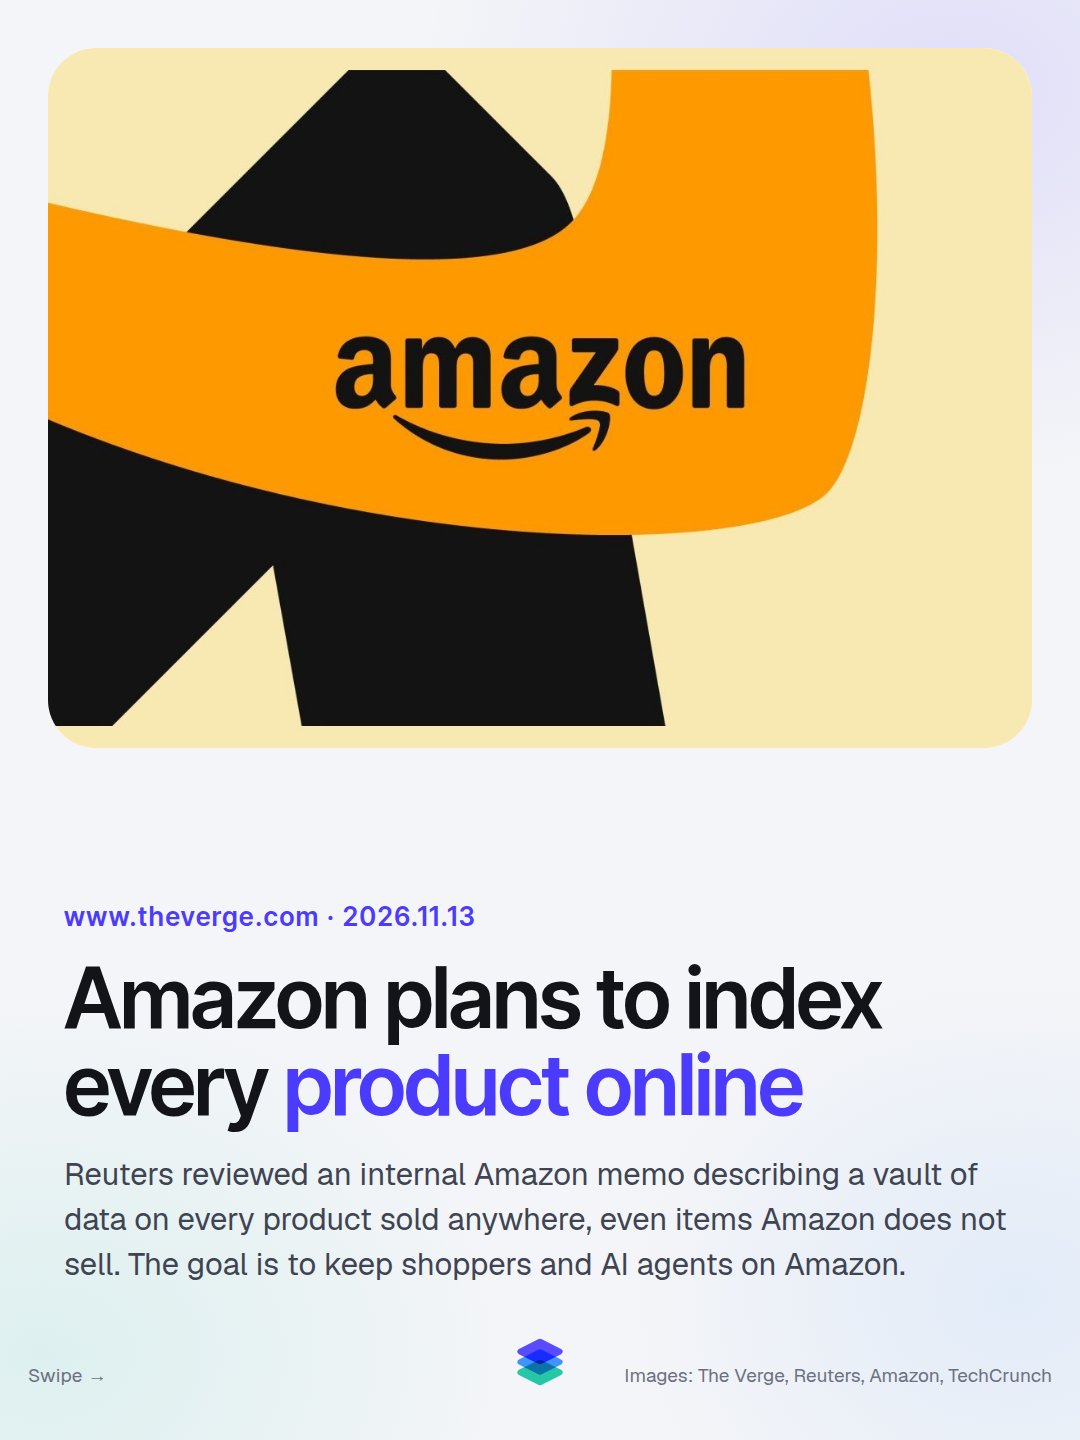 amazon
www.theverge.com · 2026.11.13
Amazon plans to index
every product online
Reuters reviewed an internal Amazon memo describing a vault of
data on every product sold anywhere, even items Amazon does not
sell. The goal is to keep shoppers and AI agents on Amazon.
Swipe →
Images: The Verge, Reuters, Amazon, TechCrunch